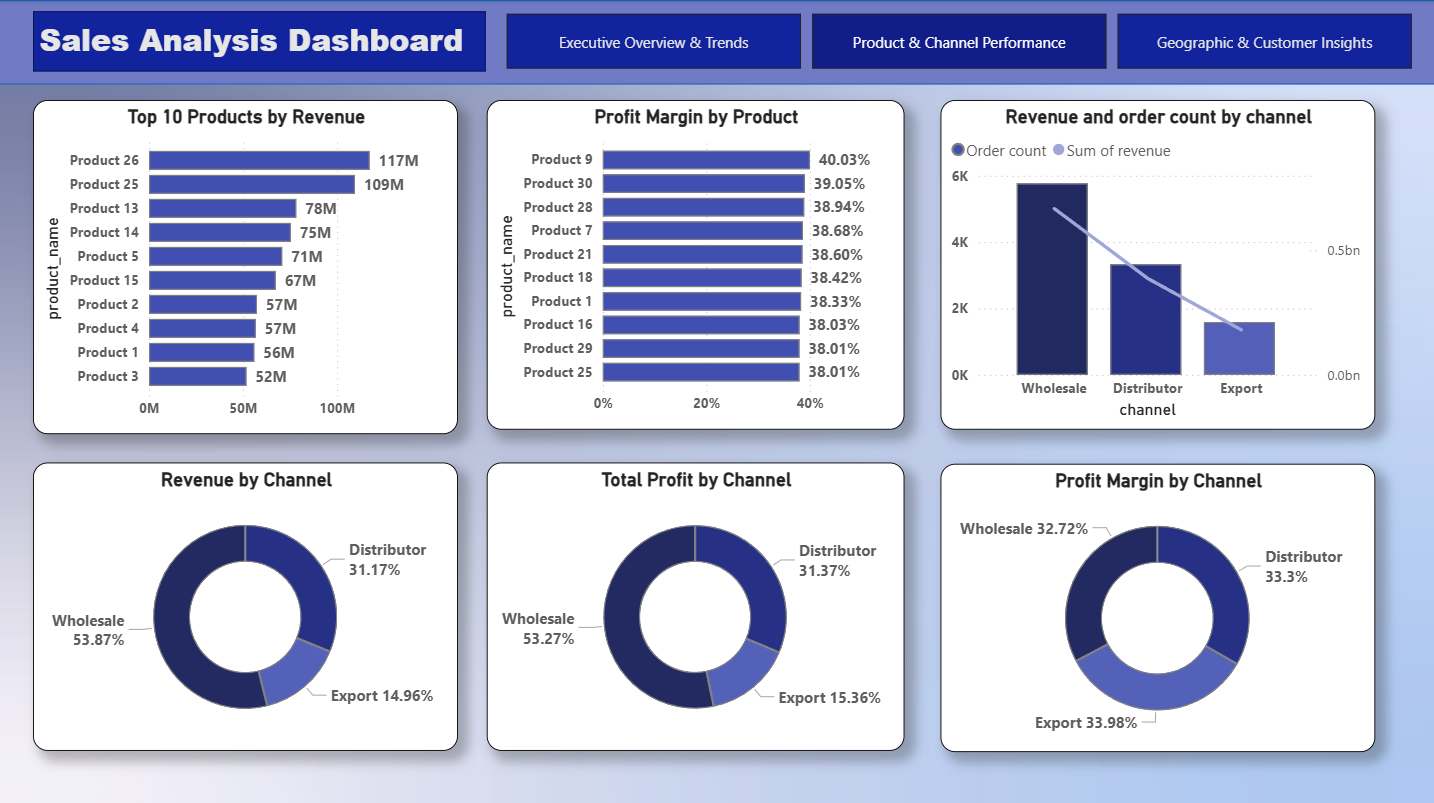 Sales Analysis Dashboard
Executive Overview & Trends
Product & Channel Performance
Geographic & Customer Insights
Top 10 Products by Revenue
product_name
Product 26 117M
Product 25 109M
Product 13 78M
Product 14 75M
Product 5 71M
Product 15 67M
Product 2 57M
Product 4 57M
Product 1 56M
Product 3 52M
0M 50M 100M
Profit Margin by Product
product_name
Product 9 40.03%
Product 30 39.05%
Product 28 38.94%
Product 7 38.68%
Product 21 38.60%
Product 18 38.42%
Product 1 38.33%
Product 16 38.03%
Product 29 38.01%
Product 25 38.01%
0% 20% 40%
Revenue and order count by channel
Order count Sum of revenue
6K
4K
0.5bn
2K
0K 0.0bn
Wholesale Distributor Export
channel
Revenue by Channel
Distributor
31.17%
Wholesale
53.87%
Export 14.96%
Total Profit by Channel
Distributor
31.37%
Wholesale
53.27%
Export 15.36%
Profit Margin by Channel
Wholesale 32.72%
Distributor
33.3%
Export 33.98%